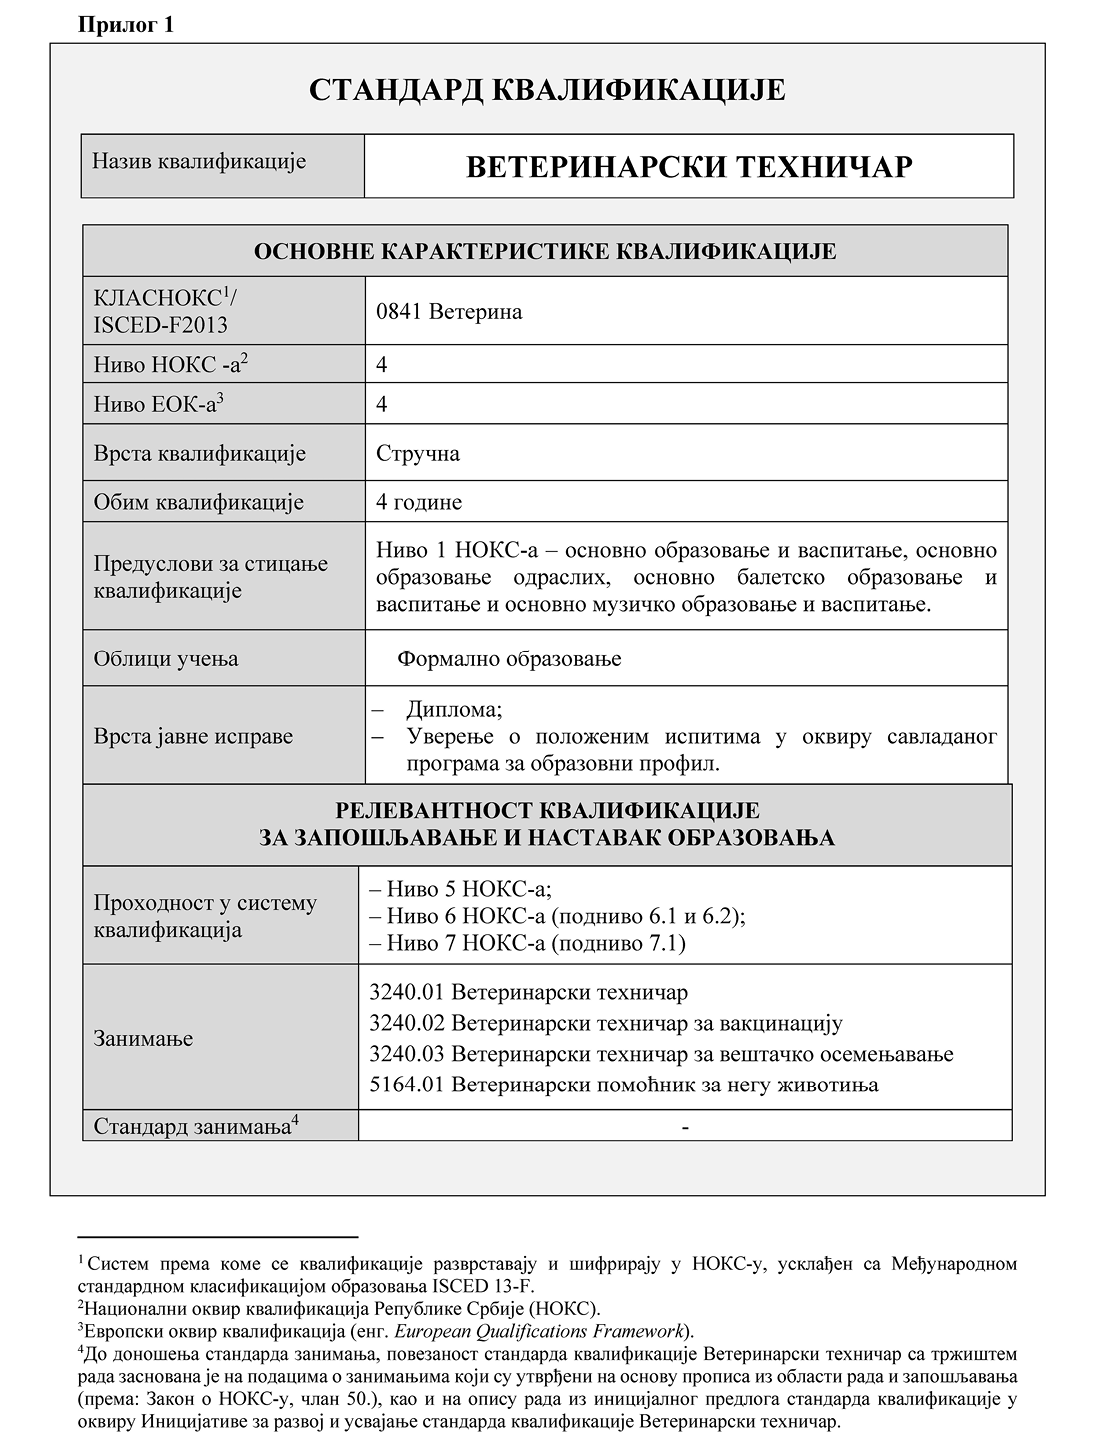 Прилог 1
СТАНДАРД КВАЛИФИКАЦИЈЕ
Назив квалификације
ВЕТЕРИНАРСКИ ТЕХНИЧАР
ОСНОВНЕ КАРАКТЕРИСТИКЕ КВАЛИФИКАЦИЈЕ
КЛАСНОКС¹/
ISCED-F2013
0841 Ветерина
Ниво НОКС -а²
4
Ниво ЕОК-а³
4
Врста квалификације
Стручна
Обим квалификације
4 године
Предуслови за стицање
квалификације
Ниво 1 НОКС-а – основно образовање и васпитање, основно
образовање одраслих, основно балетско образовање и
васпитање и основно музичко образовање и васпитање.
Облици учења
Формално образовање
Врста јавне исправе
– Диплома;
– Уверење о положеним испитима у оквиру савладаног
програма за образовни профил.
РЕЛЕВАНТНОСТ КВАЛИФИКАЦИЈЕ
ЗА ЗАПОШЉАВАЊЕ И НАСТАВАК ОБРАЗОВАЊА
Проходност у систему
квалификација
– Ниво 5 НОКС-а;
– Ниво 6 НОКС-а (подниво 6.1 и 6.2);
– Ниво 7 НОКС-а (подниво 7.1)
Занимање
3240.01 Ветеринарски техничар
3240.02 Ветеринарски техничар за вакцинацију
3240.03 Ветеринарски техничар за вештачко осемењавање
5164.01 Ветеринарски помоћник за негу животиња
Стандард занимања⁴
-
¹ Систем према коме се квалификације разврставају и шифрирају у НОКС-у, усклађен са Међународном
стандардном класификацијом образовања ISCED 13-F.
²Национални оквир квалификација Републике Србије (НОКС).
³Европски оквир квалификација (енг. European Qualifications Framework).
⁴До доношења стандарда занимања, повезаност стандарда квалификације Ветеринарски техничар са тржиштем
рада заснована је на подацима о занимањима који су утврђени на основу прописа из области рада и запошљавања
(према: Закон о НОКС-у, члан 50.), као и на опису рада из иницијалног предлога стандарда квалификације у
оквиру Иницијативе за развој и усвајање стандарда квалификације Ветеринарски техничар.